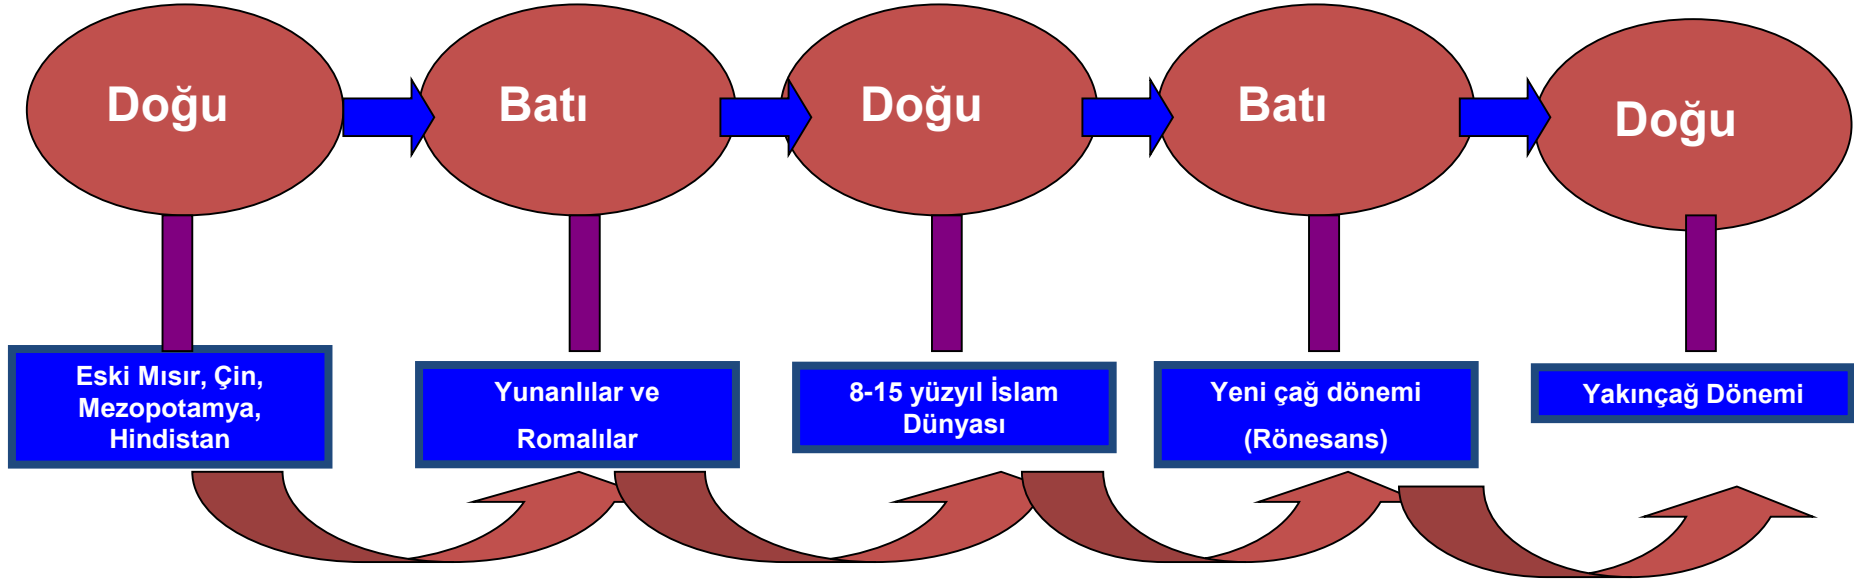 Doğu
Batı
Doğu
Batı
Doğu
Eski Mısır, Çin,
Mezopotamya,
Hindistan
Yunanlılar ve
Romalılar
8-15 yüzyıl İslam
Dünyası
Yeni çağ dönemi
(Rönesans)
Yakınçağ Dönemi